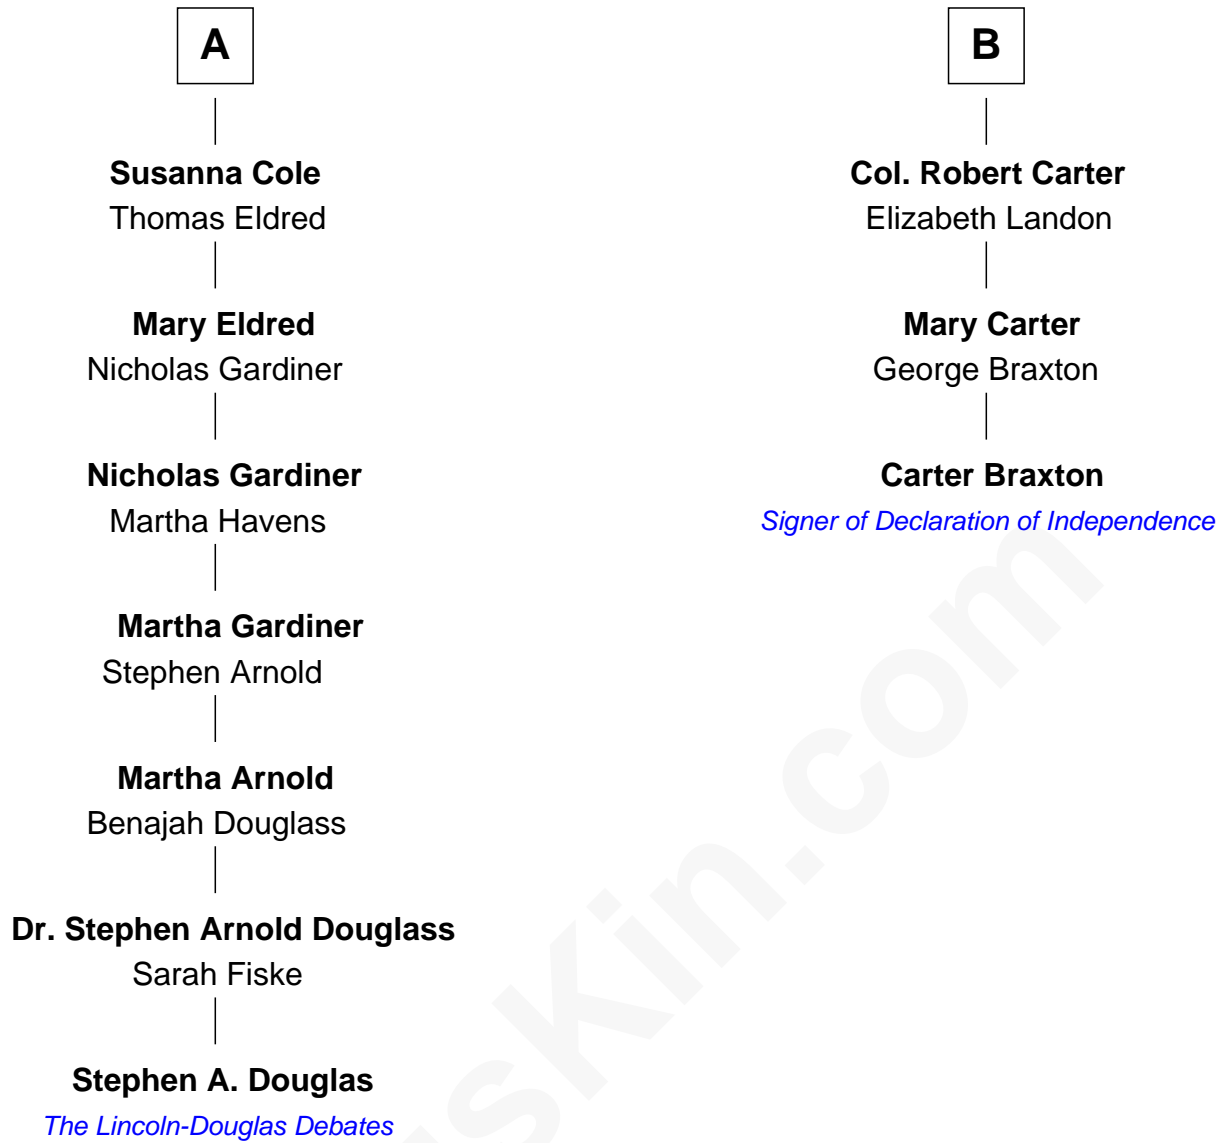 A
Susanna Cole
Thomas Eldred
Mary Eldred
Nicholas Gardiner
Nicholas Gardiner
Martha Havens
Martha Gardiner
Stephen Arnold
Martha Arnold
Benajah Douglass
Dr. Stephen Arnold Douglass
Sarah Fiske
Stephen A. Douglas
The Lincoln-Douglas Debates
B
Col. Robert Carter
Elizabeth Landon
Mary Carter
George Braxton
Carter Braxton
Signer of Declaration of Independence
usKin.com